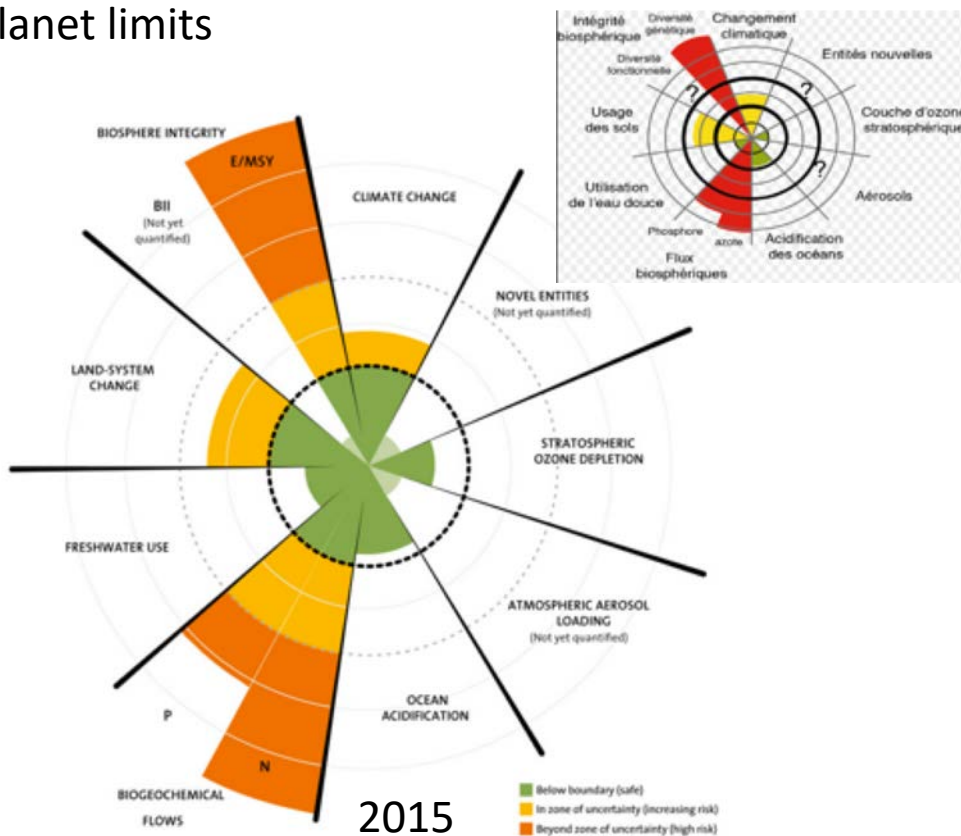 lanet limits
Intégrité
biosphérique
Diversité
génétique
Changement
climatique
Diversité
fonctionnelle
Entités nouvelles
?
?
Usage
des sols
Couche d'ozone
stratosphérique
?
Utilisation
de l'eau douce
Aérosols
Phosphore
azote
Acidification
des océans
Flux
biosphériques
BIOSPHERE INTEGRITY
E/MSY
BII
(Not yet
quantified)
CLIMATE CHANGE
NOVEL ENTITIES
(Not yet quantified)
LAND-SYSTEM
CHANGE
STRATOSPHERIC
OZONE DEPLETION
FRESHWATER USE
ATMOSPHERIC AEROSOL
LOADING
(Not yet quantified)
OCEAN
ACIDIFICATION
P
N
BIOGEOCHEMICAL
FLOWS
2015
Below boundary (safe)
In zone of uncertainty (increasing risk)
Beyond zone of uncertainty (high risk)